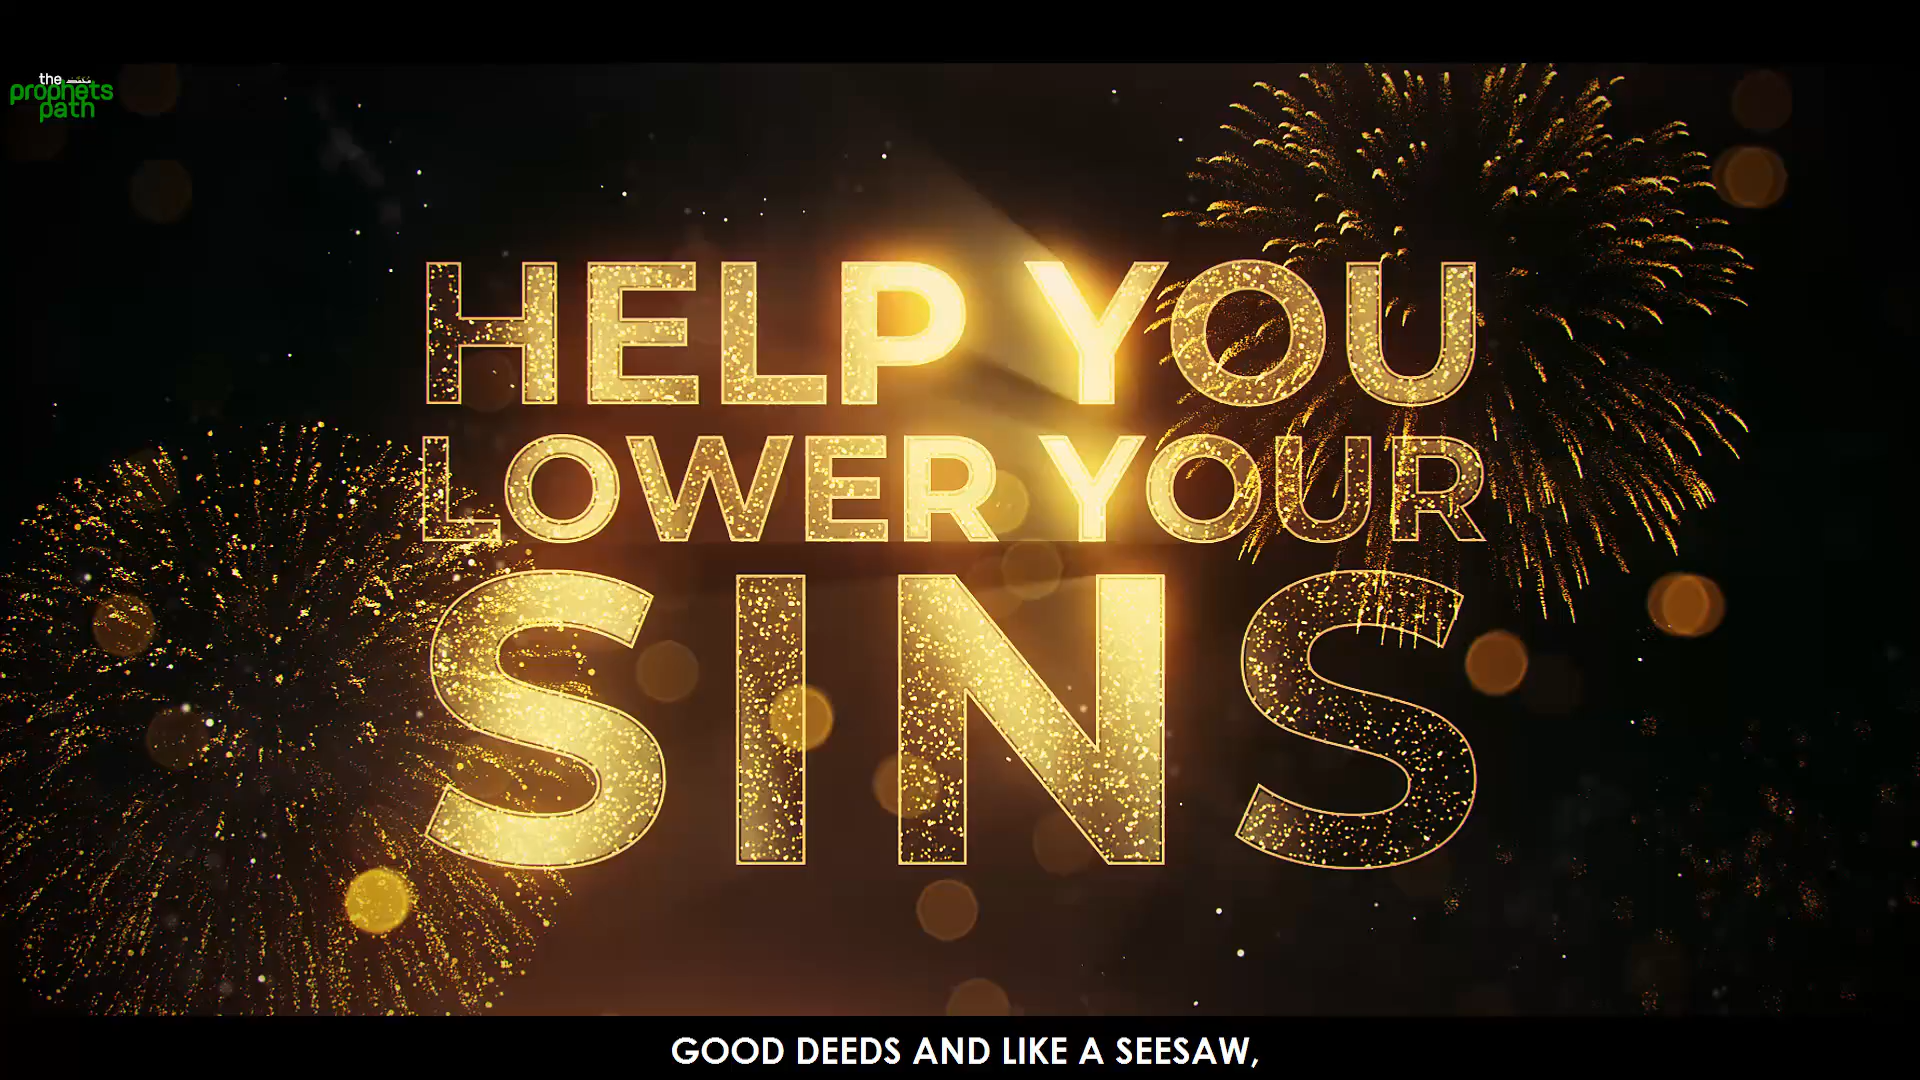 the
prophets
path
HELP YOU
LOWER YOUR
SINS
GOOD DEEDS AND LIKE A SEESAW,